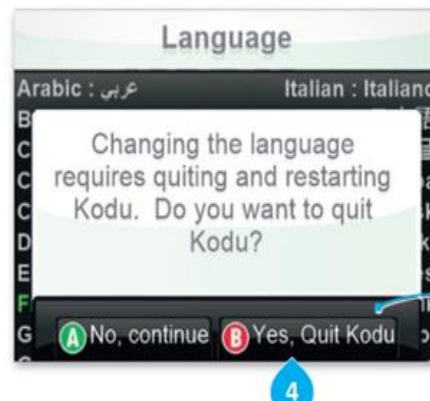 Language
Arabic : عربي Italian : Italiano
B
C
Changing the language
C
requires quiting and restarting
C
Kodu. Do you want to quit
D
Kodu?
E
F
G
A No, continue B Yes, Quit Kodu
4